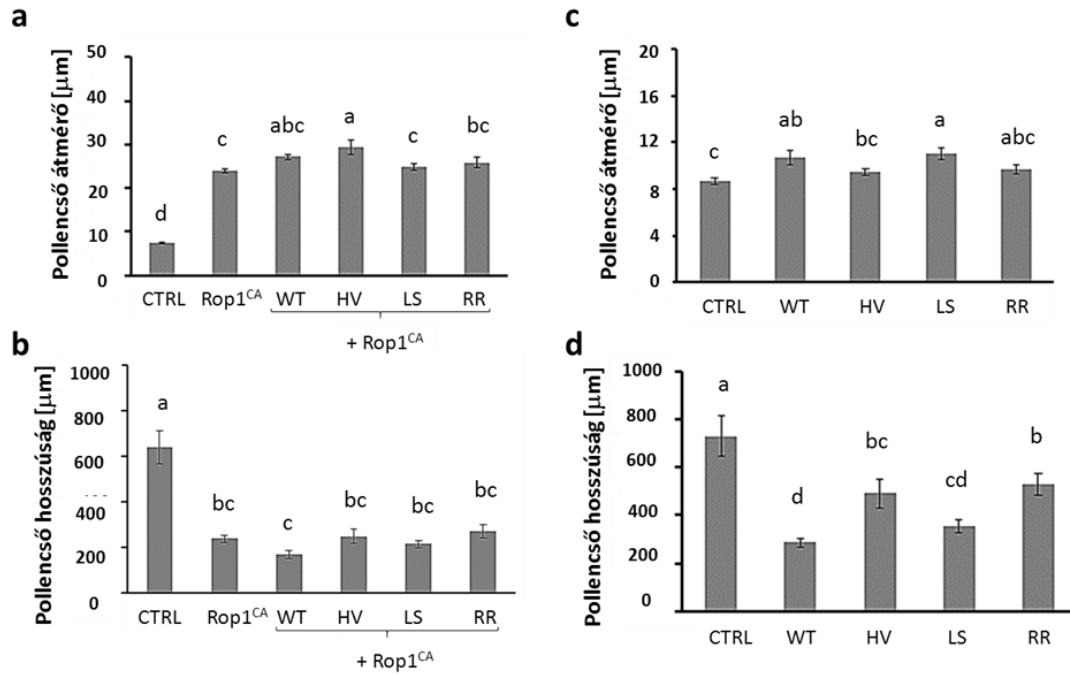 a
Pollencső átmérő [μm]
50
40
30
20
10
0
d
c
abc
a
c
bc
CTRL Rop1CA WT HV LS RR
+ Rop1CA
c
Pollencső átmérő [μm]
20
16
12
8
4
0
c
ab
bc
a
abc
CTRL WT HV LS RR
b
Pollencső hosszúság [μm]
1000
800
600
400
200
0
a
bc
c
bc
bc
bc
CTRL Rop1CA WT HV LS RR
+ Rop1CA
d
Pollencső hosszúság [μm]
1000
800
600
400
200
0
a
d
bc
cd
b
CTRL WT HV LS RR